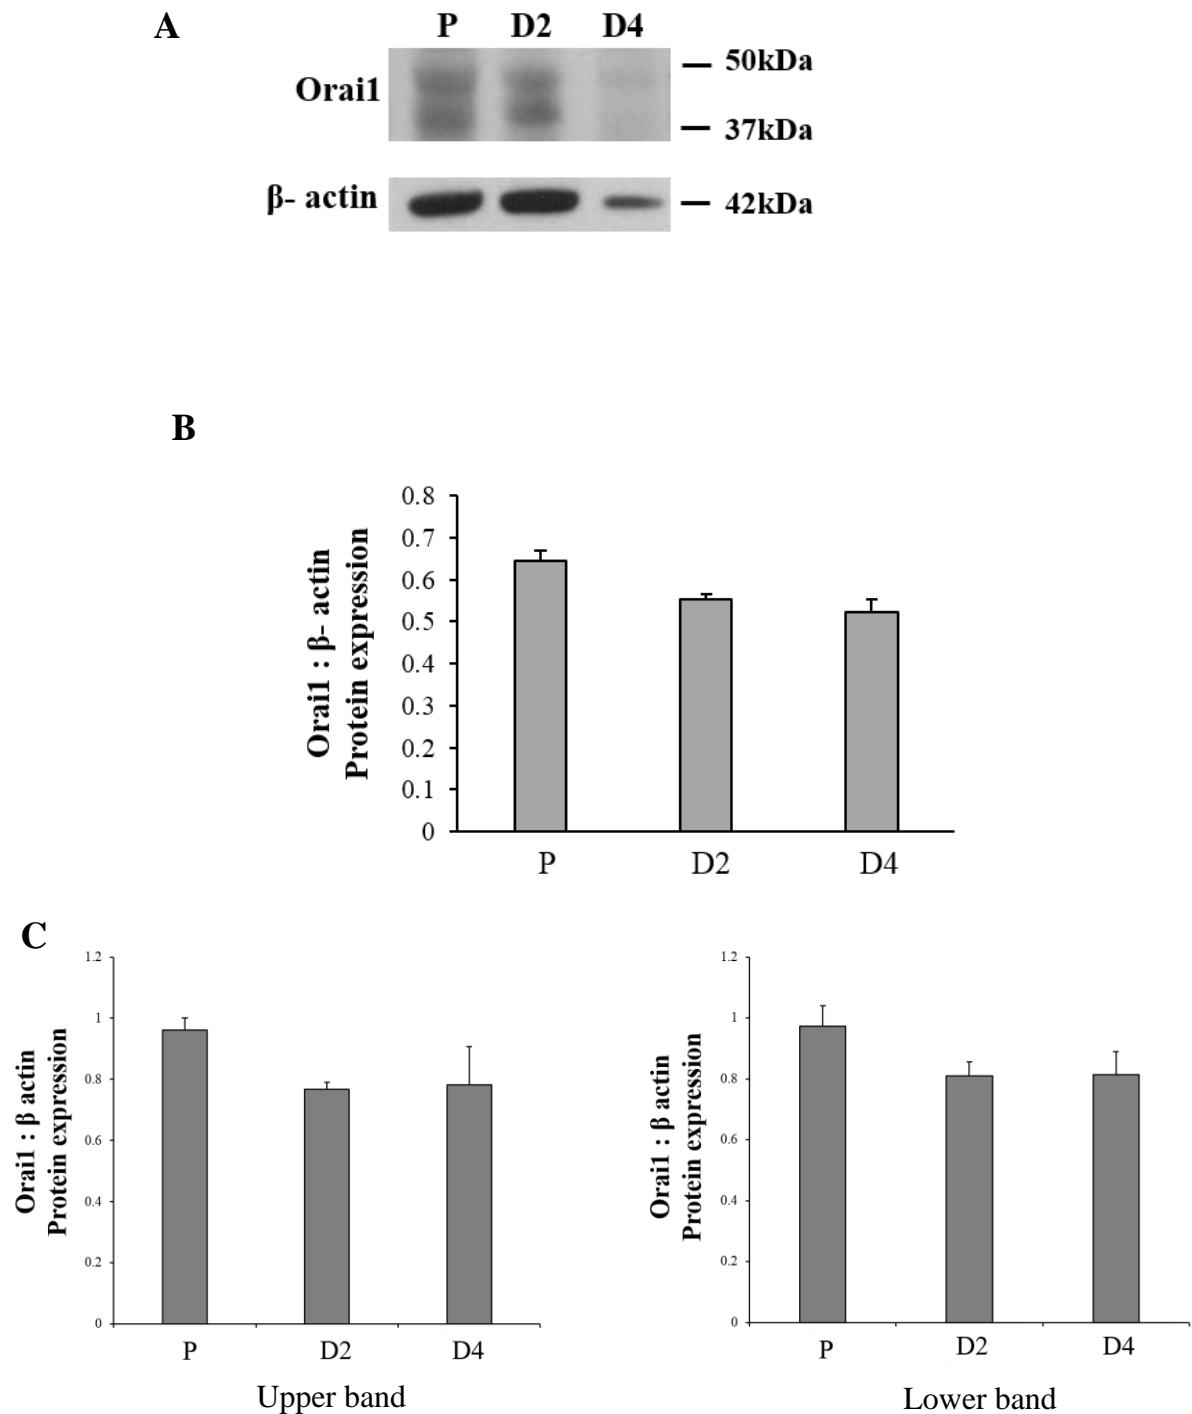 A
P D2 D4
Orai1
50kDa
37kDa
β- actin
42kDa
B
Orai1 : β- actin
Protein expression
0.8
0.7
0.6
0.5
0.4
0.3
0.2
0.1
0
P D2 D4
C
Orai1 : β actin
Protein expression
1.2
1
0.8
0.6
0.4
0.2
0
P D2 D4
Upper band
Orai1 : β actin
Protein expression
1.2
1
0.8
0.6
0.4
0.2
0
P D2 D4
Lower band